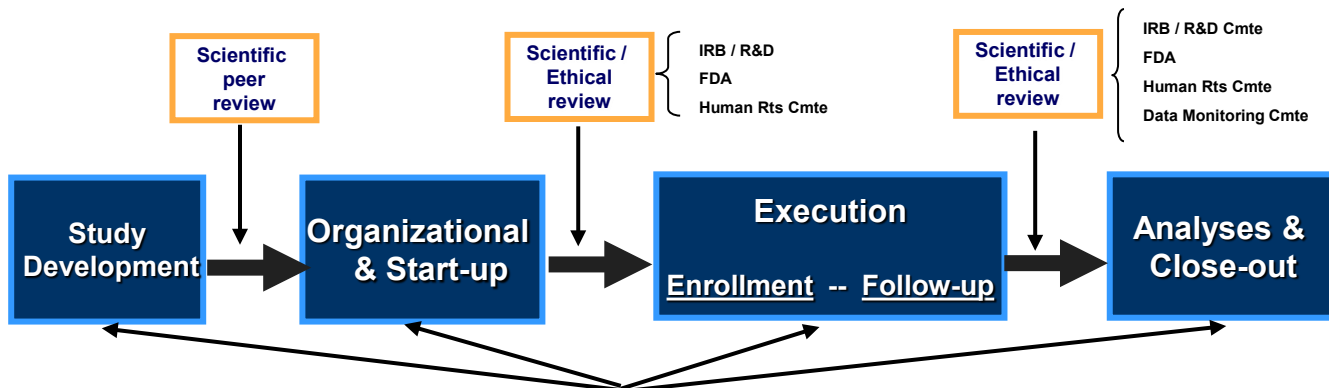 Scientific
peer
review
Scientific /
Ethical
review
IRB / R&D
FDA
Human Rts Cmte
Scientific /
Ethical
review
IRB / R&D Cmte
FDA
Human Rts Cmte
Data Monitoring Cmte
Study
Development
Organizational
& Start-up
Execution
Enrollment -- Follow-up
Analyses &
Close-out